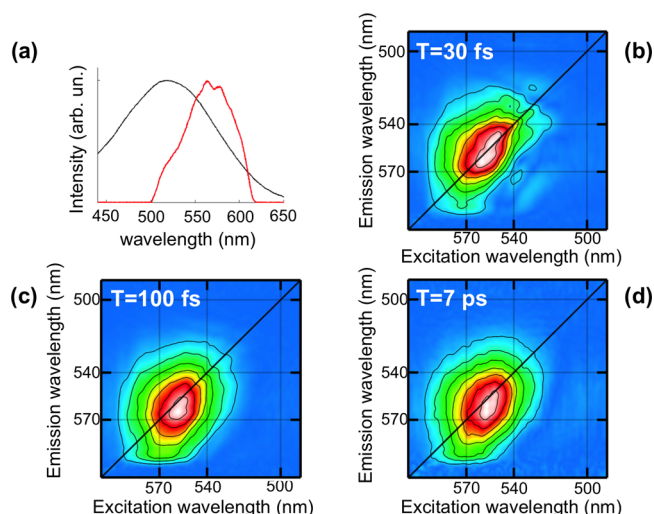 (a)
Intensity (arb. un.)
450 500 550 600 650
wavelength (nm)
(b)
T=30 fs
Emission wavelength (nm)
500
540
570
570 540 500
Excitation wavelength (nm)
(c)
T=100 fs
Emission wavelength (nm)
500
540
570
570 540 500
Excitation wavelength (nm)
(d)
T=7 ps
Emission wavelength (nm)
500
540
570
570 540 500
Excitation wavelength (nm)